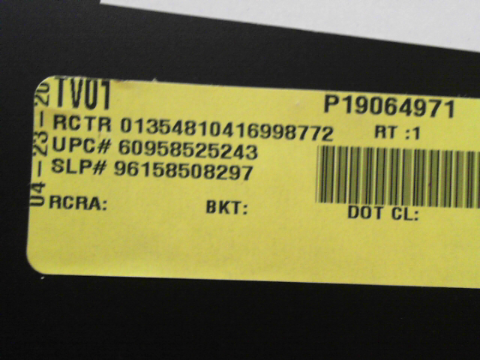 TV01
P19064971
RCTR 01354810416998772 RT :1
UPC# 60958525243
SLP# 96158508297
RCRA: BKT: DOT CL:
04-23-20